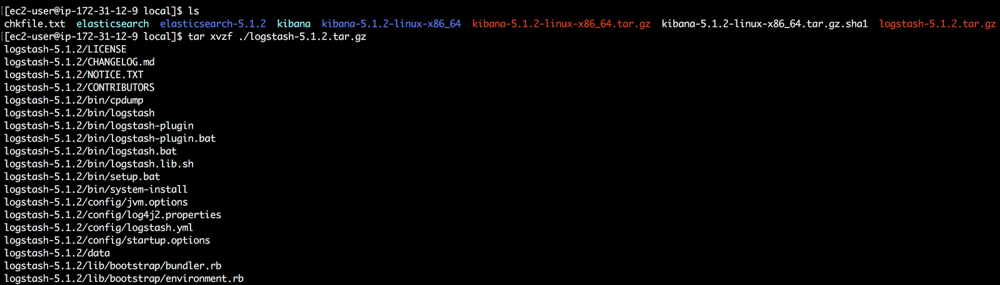 [[ec2-user@ip-172-31-12-9 local]$ ls
chkfile.txt  elasticsearch  elasticsearch-5.1.2  kibana  kibana-5.1.2-linux-x86_64  kibana-5.1.2-linux-x86_64.tar.gz  kibana-5.1.2-linux-x86_64.tar.gz.sha1  logstash-5.1.2.tar.gz
[[ec2-user@ip-172-31-12-9 local]$ tar xvzf ./logstash-5.1.2.tar.gz
logstash-5.1.2/LICENSE
logstash-5.1.2/CHANGELOG.md
logstash-5.1.2/NOTICE.TXT
logstash-5.1.2/CONTRIBUTORS
logstash-5.1.2/bin/cpdump
logstash-5.1.2/bin/logstash
logstash-5.1.2/bin/logstash-plugin
logstash-5.1.2/bin/logstash-plugin.bat
logstash-5.1.2/bin/logstash.bat
logstash-5.1.2/bin/logstash.lib.sh
logstash-5.1.2/bin/setup.bat
logstash-5.1.2/bin/system-install
logstash-5.1.2/config/jvm.options
logstash-5.1.2/config/log4j2.properties
logstash-5.1.2/config/logstash.yml
logstash-5.1.2/config/startup.options
logstash-5.1.2/data
logstash-5.1.2/lib/bootstrap/bundler.rb
logstash-5.1.2/lib/bootstrap/environment.rb